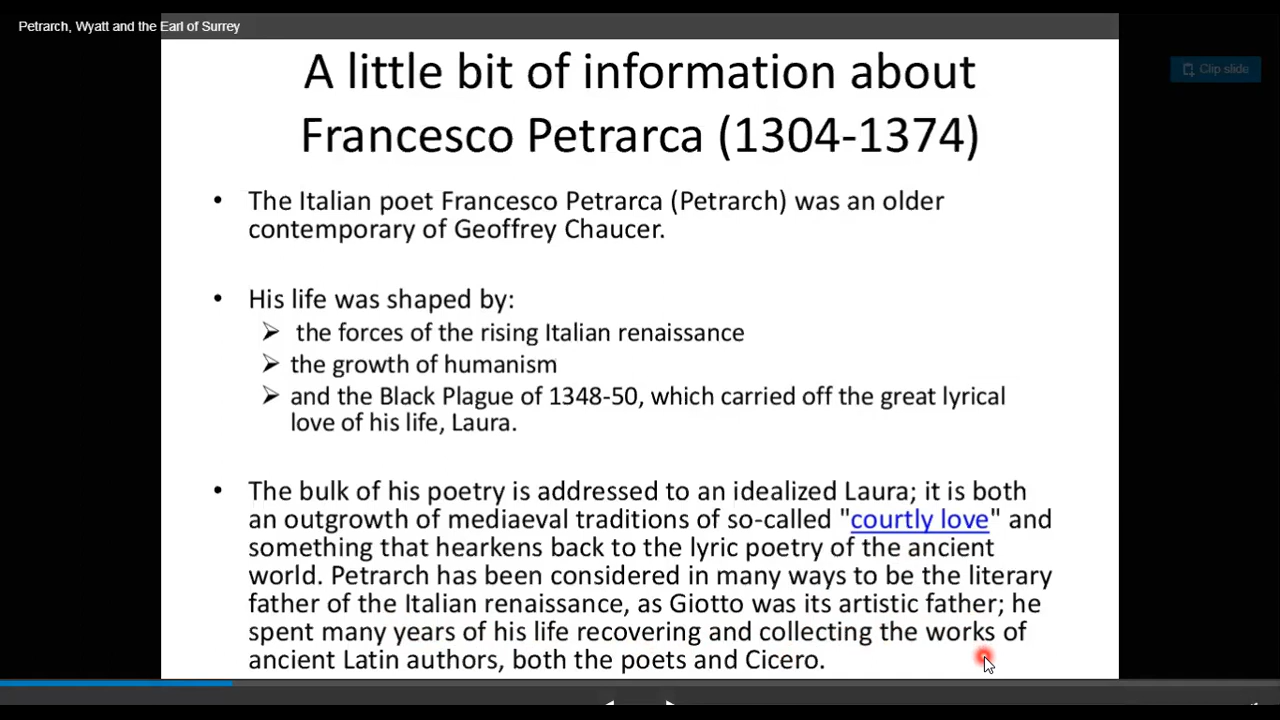 Petrarch, Wyatt and the Earl of Surrey
Clip slide
A little bit of information about
Francesco Petrarca (1304-1374)
• The Italian poet Francesco Petrarca (Petrarch) was an older
contemporary of Geoffrey Chaucer.
• His life was shaped by:
➢ the forces of the rising Italian renaissance
➢ the growth of humanism
➢ and the Black Plague of 1348-50, which carried off the great lyrical
love of his life, Laura.
• The bulk of his poetry is addressed to an idealized Laura; it is both
an outgrowth of mediaeval traditions of so-called "courtly love" and
something that hearkens back to the lyric poetry of the ancient
world. Petrarch has been considered in many ways to be the literary
father of the Italian renaissance, as Giotto was its artistic father; he
spent many years of his life recovering and collecting the works of
ancient Latin authors, both the poets and Cicero.